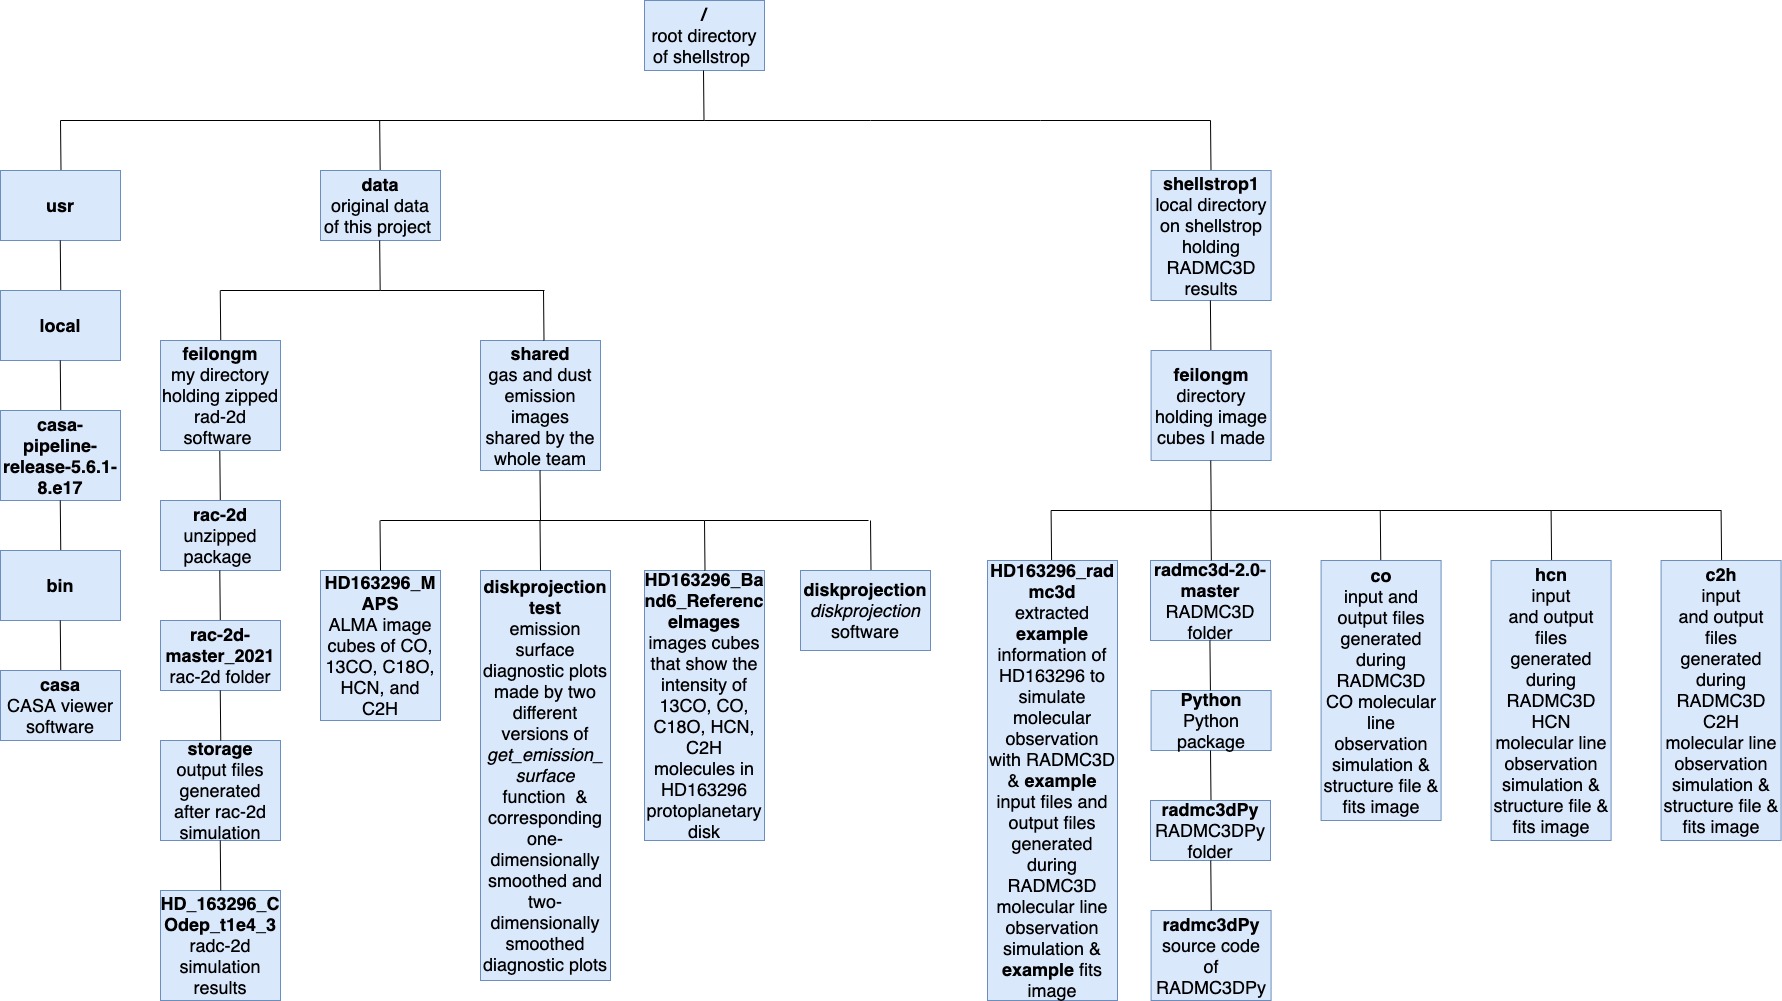 /
root directory
of shellstrop
usr
data
original data
of this project
shellstrop1
local directory
on shellstrop
holding
RADMC3D
results
local
feilongm
my directory
holding zipped
rad-2d
software
shared
gas and dust
emission
images
shared by the
whole team
feilongm
directory
holding image
cubes I made
casa-
pipeline-
release-5.6.1-
8.e17
rac-2d
unzipped
package
bin
HD163296_M
APS
ALMA image
cubes of CO,
13CO, C18O,
HCN, and
C2H
diskprojection
test
emission
surface
diagnostic plots
made by two
different
versions of
get_emission_
surface
function  &
corresponding
one-
dimensionally
smoothed and
two-
dimensionally
smoothed
diagnostic plots
HD163296_Ba
nd6_Referenc
eImages
images cubes
that show the
intensity of
13CO, CO,
C18O, HCN,
C2H
molecules in
HD163296
protoplanetary
disk
diskprojection
diskprojection
software
HD163296_rad
mc3d
extracted
example
information of
HD163296 to
simulate
molecular
observation
with RADMC3D
& example
input files and
output files
generated
during
RADMC3D
molecular line
observation
simulation &
example fits
image
radmc3d-2.0-
master
RADMC3D
folder
co
input and
output files
generated
during
RADMC3D
CO molecular
line
observation
simulation &
structure file &
fits image
hcn
input
and output
files
generated
during
RADMC3D
HCN
molecular line
observation
simulation &
structure file &
fits image
c2h
input
and output
files
generated
during
RADMC3D
C2H
molecular line
observation
simulation &
structure file &
fits image
rac-2d-
master_2021
rac-2d folder
casa
CASA viewer
software
Python
Python
package
storage
output files
generated
after rac-2d
simulation
radmc3dPy
RADMC3DPy
folder
HD_163296_C
Odep_t1e4_3
radc-2d
simulation
results
radmc3dPy
source code
of
RADMC3DPy